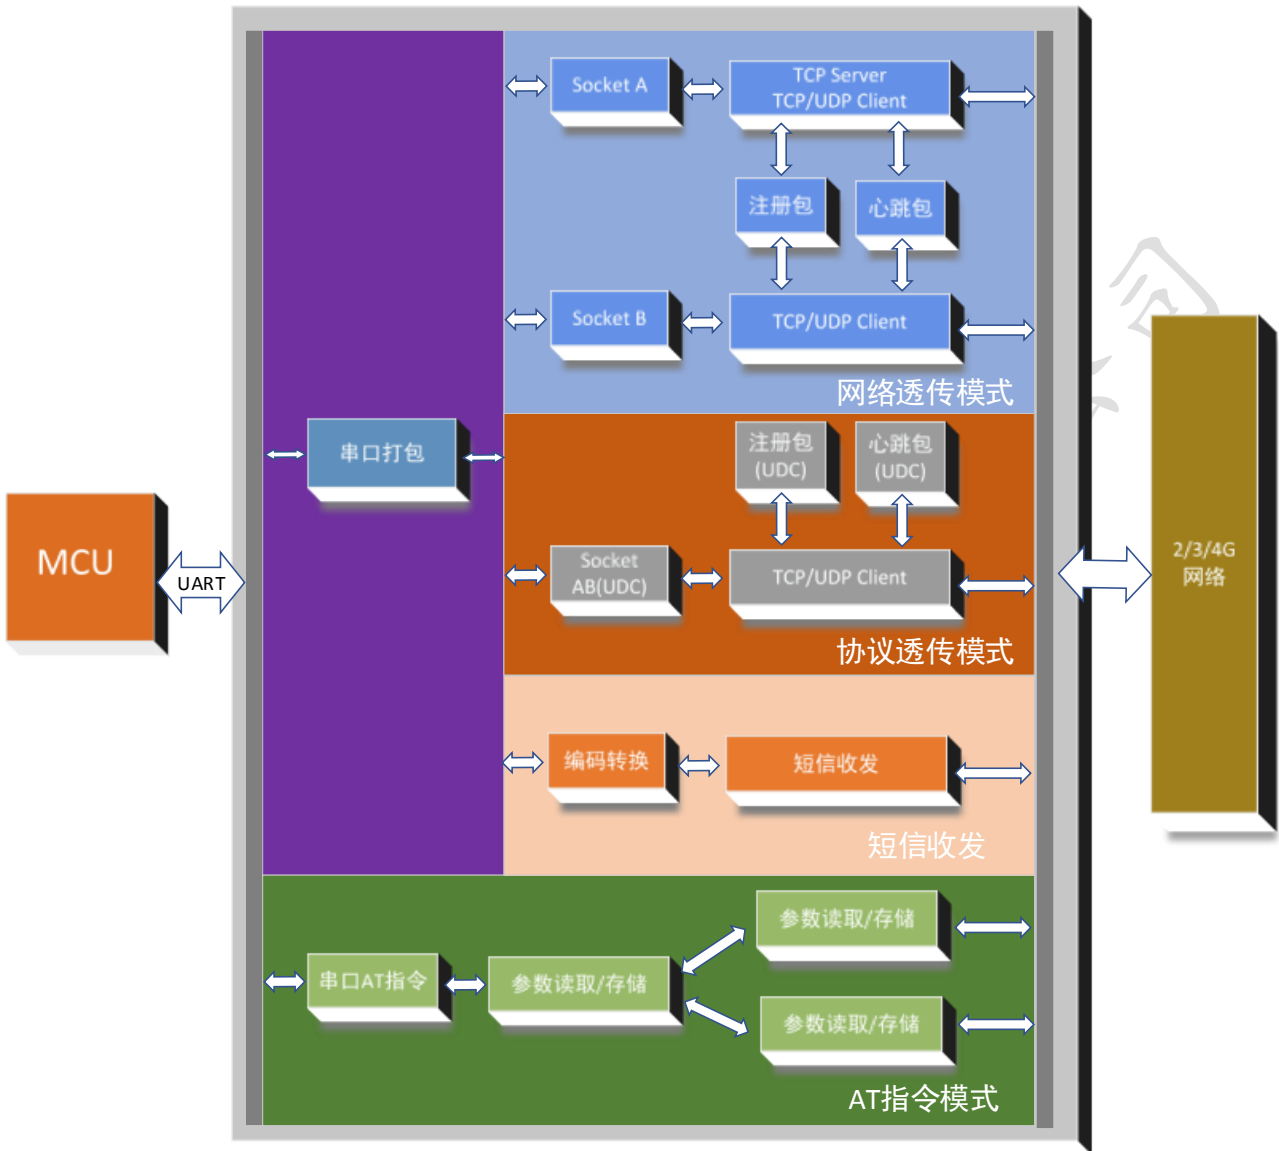 Socket A
TCP Server
TCP/UDP Client
注册包
心跳包
Socket B
TCP/UDP Client
网络透传模式
串口打包
注册包
(UDC)
心跳包
(UDC)
MCU
UART
Socket
AB(UDC)
TCP/UDP Client
2/3/4G
网络
协议透传模式
编码转换
短信收发
短信收发
参数读取/存储
串口AT指令
参数读取/存储
参数读取/存储
AT指令模式